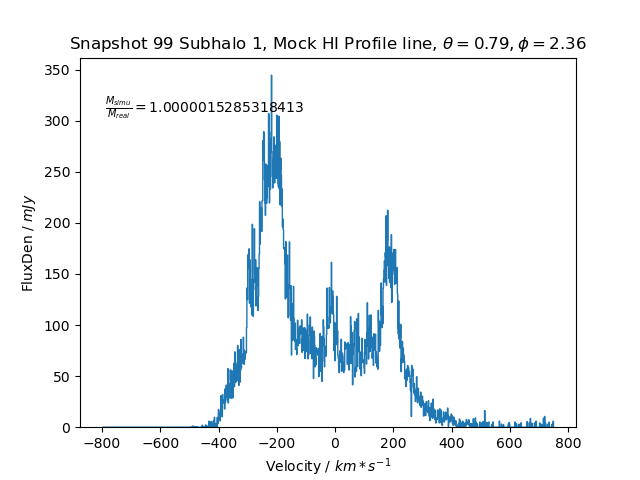 Snapshot 99 Subhalo 1, Mock HI Profile line, θ = 0.79, ϕ = 2.36
M_simu/M_real = 1.0000015285318413
FluxDen / mJy
350
300
250
200
150
100
50
0
−800 −600 −400 −200 0 200 400 600 800
Velocity / km * s⁻¹